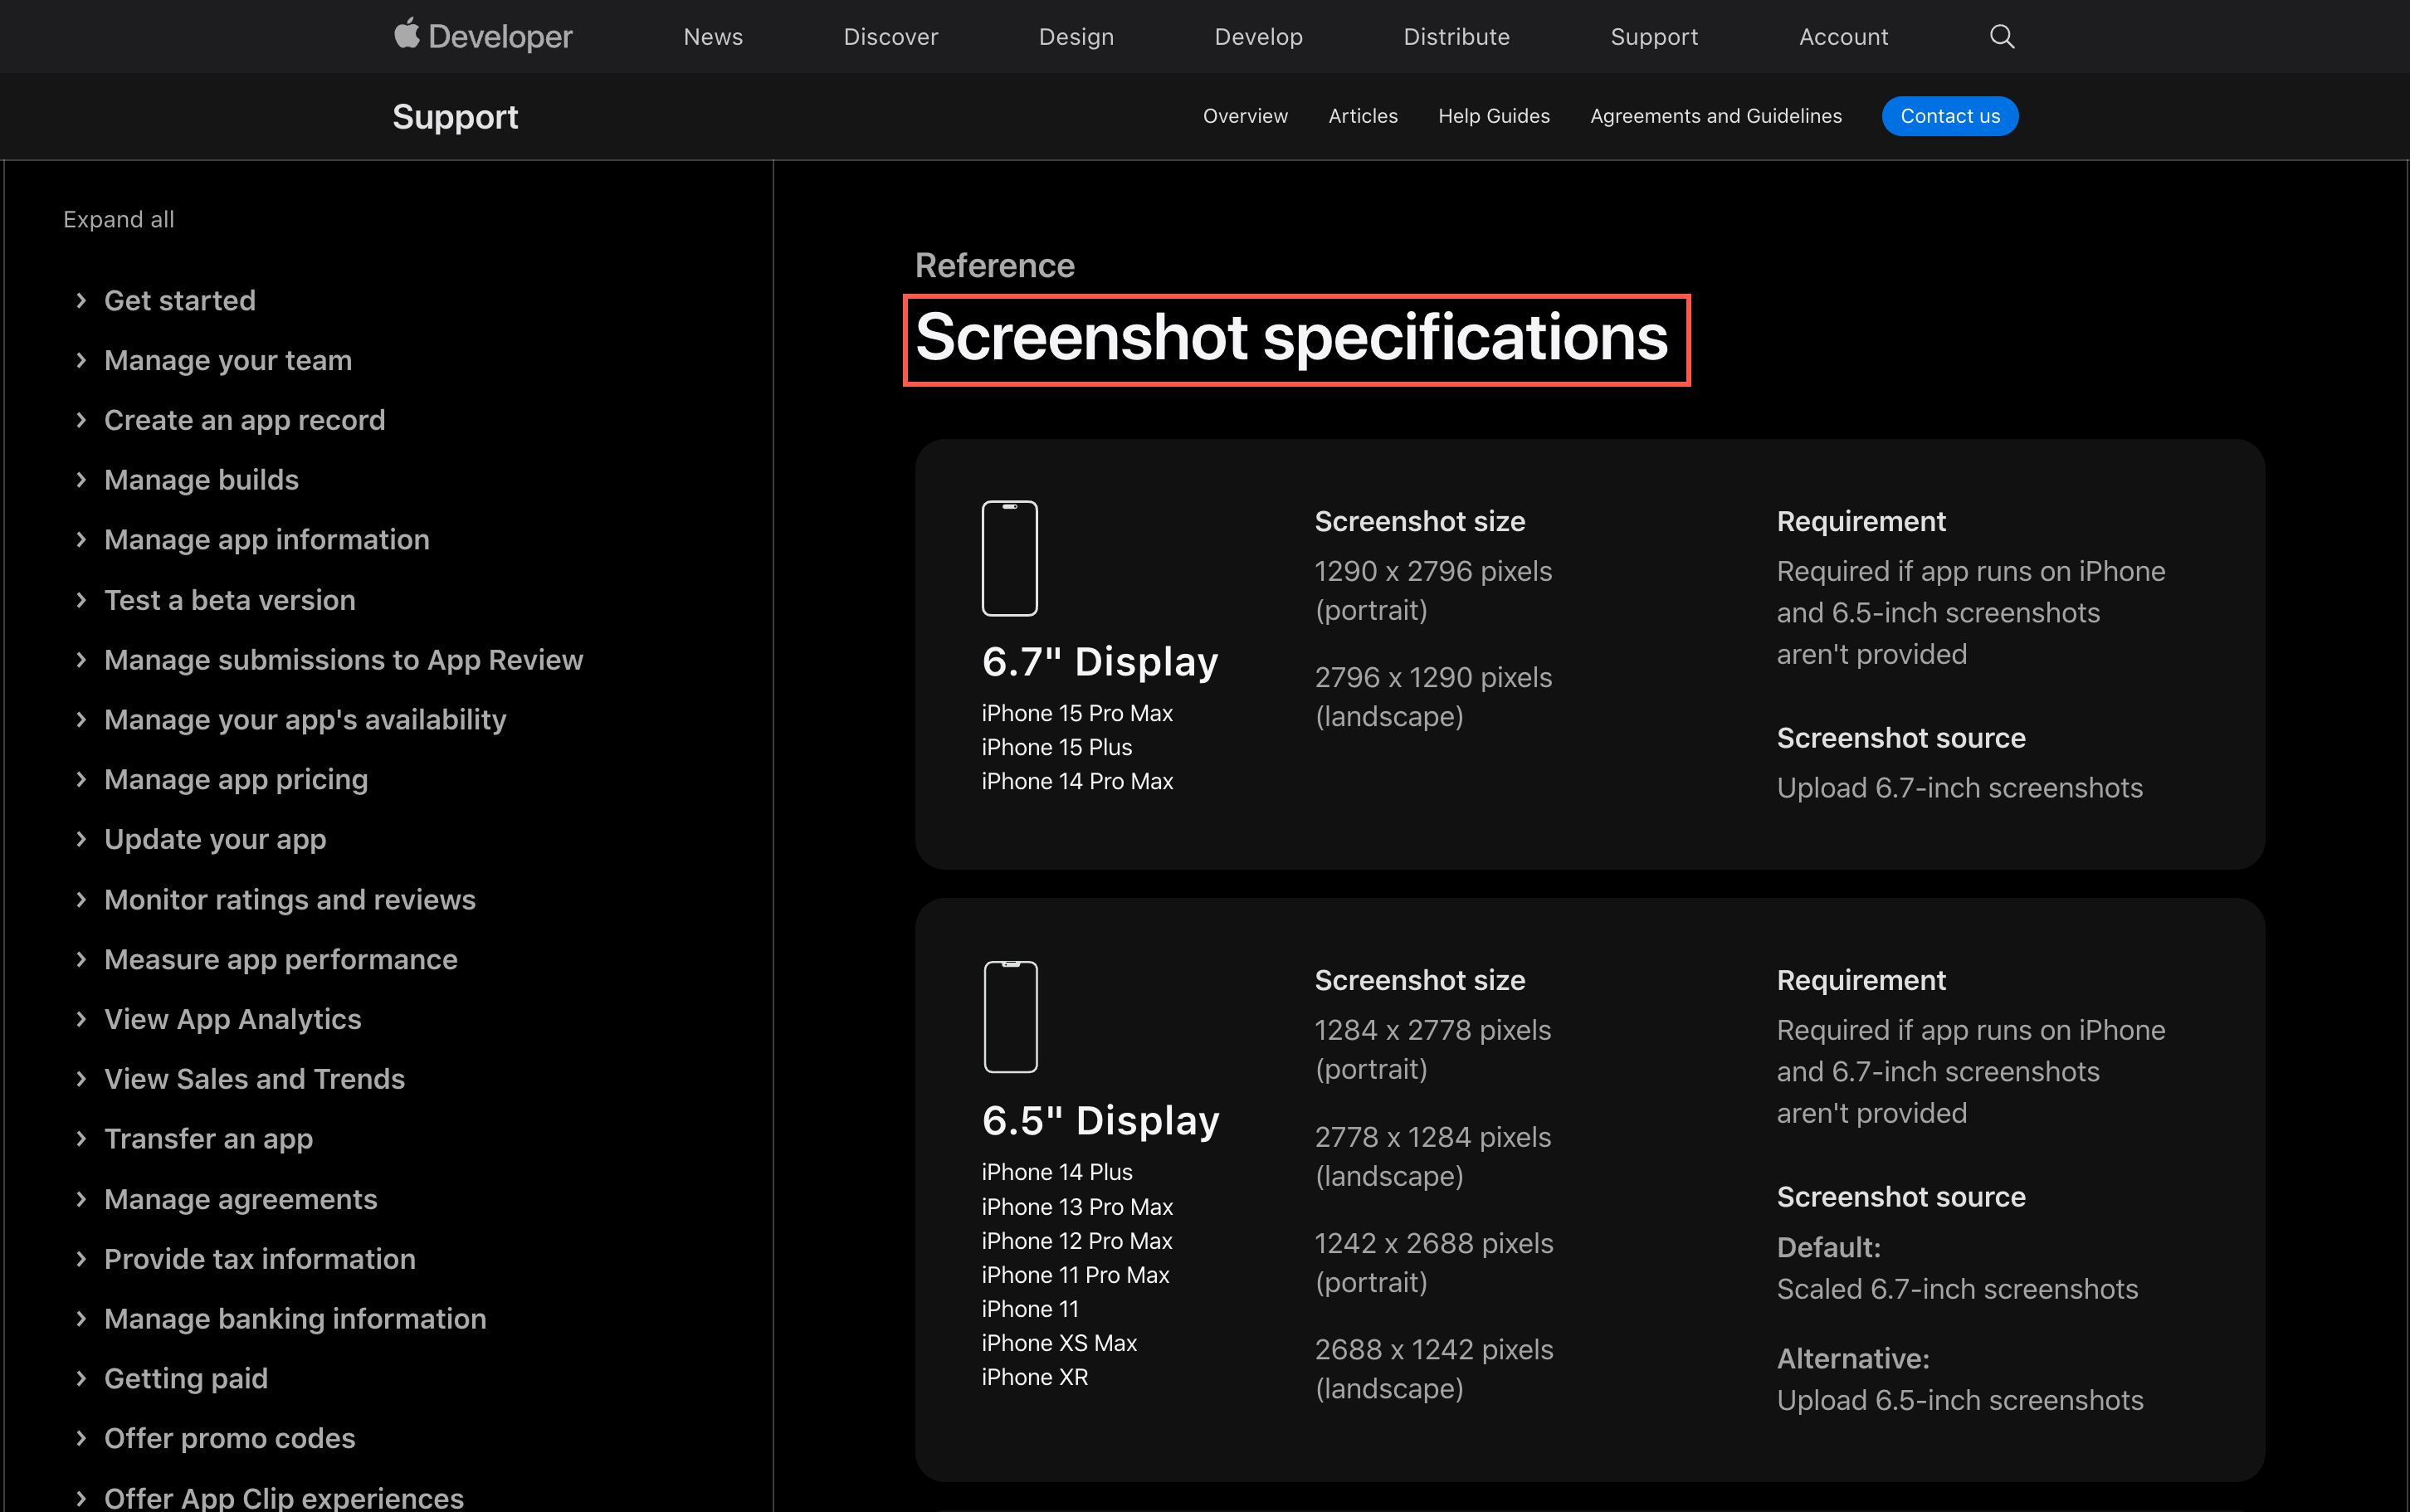 Developer
News
Discover
Design
Develop
Distribute
Support
Account
Support
Overview
Articles
Help Guides
Agreements and Guidelines
Contact us
Expand all
Get started
Manage your team
Create an app record
Manage builds
Manage app information
Test a beta version
Manage submissions to App Review
Manage your app's availability
Manage app pricing
Update your app
Monitor ratings and reviews
Measure app performance
View App Analytics
View Sales and Trends
Transfer an app
Manage agreements
Provide tax information
Manage banking information
Getting paid
Offer promo codes
Offer App Clip experiences
Reference
Screenshot specifications
6.7" Display
iPhone 15 Pro Max
iPhone 15 Plus
iPhone 14 Pro Max
Screenshot size
1290 x 2796 pixels
(portrait)
2796 x 1290 pixels
(landscape)
Requirement
Required if app runs on iPhone
and 6.5-inch screenshots
aren't provided
Screenshot source
Upload 6.7-inch screenshots
6.5" Display
iPhone 14 Plus
iPhone 13 Pro Max
iPhone 12 Pro Max
iPhone 11 Pro Max
iPhone 11
iPhone XS Max
iPhone XR
Screenshot size
1284 x 2778 pixels
(portrait)
2778 x 1284 pixels
(landscape)
1242 x 2688 pixels
(portrait)
2688 x 1242 pixels
(landscape)
Requirement
Required if app runs on iPhone
and 6.7-inch screenshots
aren't provided
Screenshot source
Default:
Scaled 6.7-inch screenshots
Alternative:
Upload 6.5-inch screenshots